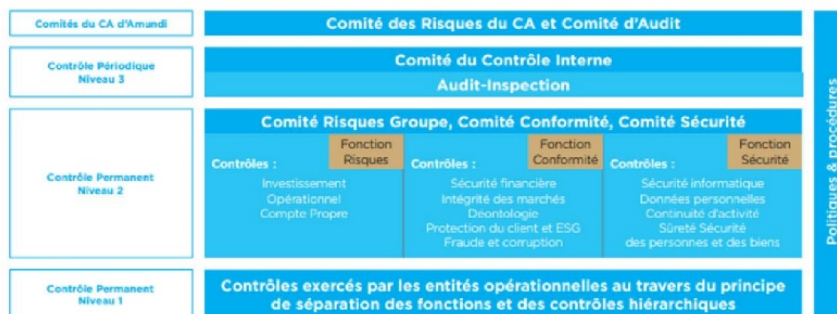 Comités du CA d'Amundi
Comité des Risques du CA et Comité d'Audit
Contrôle Périodique
Niveau 3
Comité du Contrôle Interne
Audit-Inspection
Contrôle Permanent
Niveau 2
Comité Risques Groupe, Comité Conformité, Comité Sécurité
Contrôles :
Fonction
Risques
Investissement
Opérationnel
Compte Propre
Contrôles :
Fonction
Conformité
Sécurité financière
Intégrité des marchés
Déontologie
Protection du client et ESG
Fraude et corruption
Contrôles :
Fonction
Sécurité
Sécurité informatique
Données personnelles
Continuité d'activité
Sûreté Sécurité
des personnes et des biens
Contrôle Permanent
Niveau 1
Contrôles exercés par les entités opérationnelles au travers du principe
de séparation des fonctions et des contrôles hiérarchiques
Politiques & procédures